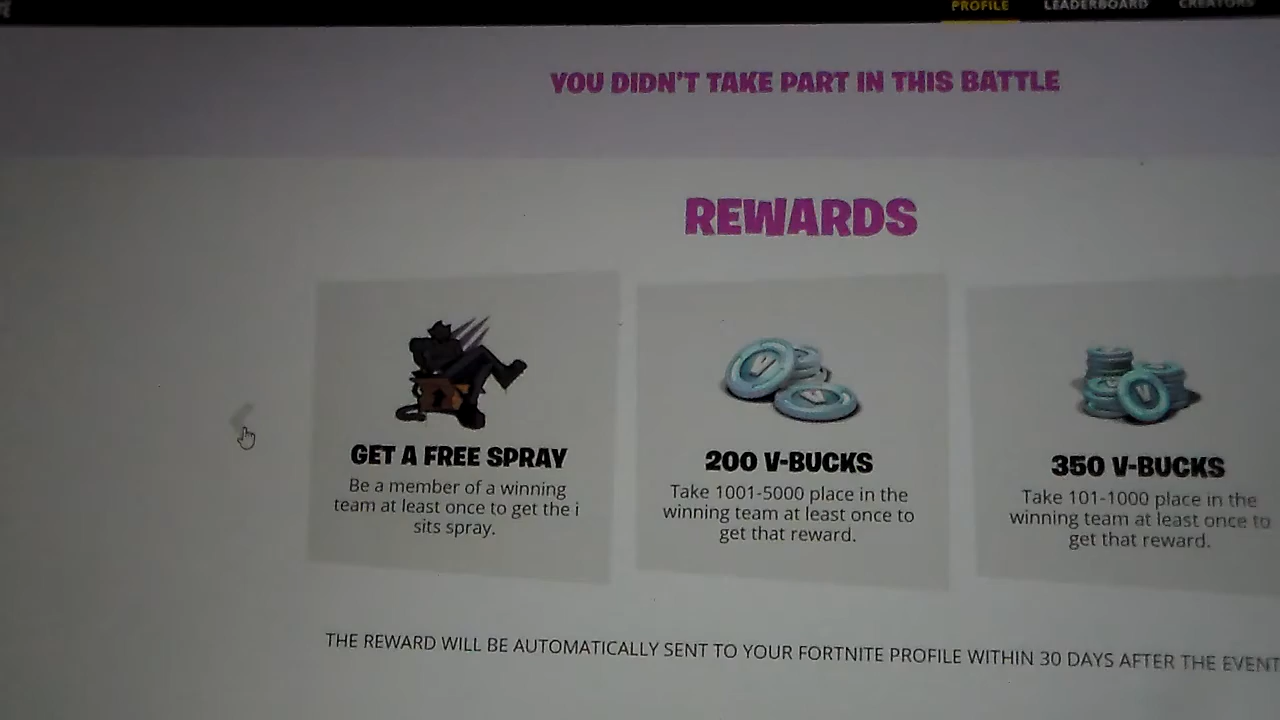 PROFILE LEADERBOARD CREATORS
YOU DIDN'T TAKE PART IN THIS BATTLE
REWARDS
GET A FREE SPRAY
Be a member of a winning
team at least once to get the i
sits spray.
200 V-BUCKS
Take 1001-5000 place in the
winning team at least once to
get that reward.
350 V-BUCKS
Take 101-1000 place in the
winning team at least once to
get that reward.
THE REWARD WILL BE AUTOMATICALLY SENT TO YOUR FORTNITE PROFILE WITHIN 30 DAYS AFTER THE EVENT